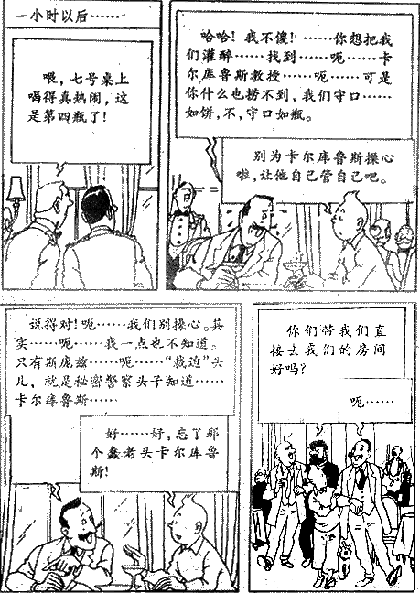 一小时以后……
喂，七号桌上
喝得真热闹，这
是第四瓶了！
哈哈！我不傻！……你想把我
们灌醉……找到……呃……卡
尔库鲁斯教授……呃……可是
你什么也捞不到，我们守口……
如饼，不，守口如瓶。
别为卡尔库鲁斯操心
啦，让他自己管自己吧。
说得对！呃……我们别操心。其
实……呃……我一点也不知道。
只有斯庞兹……呃……“戟边”头
儿，就是秘密警察头子知道……
卡尔库鲁斯……
好……好，忘了那
个蠢老头卡尔库鲁
斯！
你们带我们直
接去我们的房间
好吗？
呃……